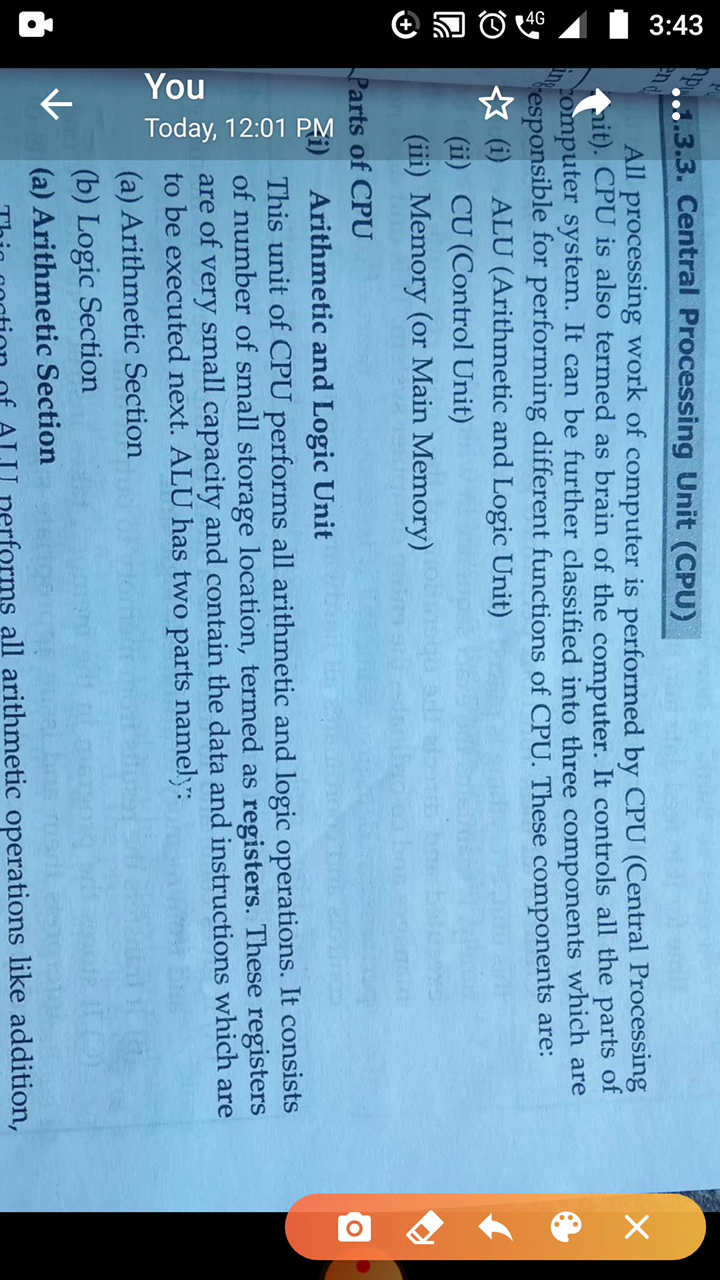 3:43
4G
You
Today, 12:01 PM
1.3.3. Central Processing Unit (CPU)
All processing work of computer is performed by CPU (Central Processing
nit). CPU is also termed as brain of the computer. It controls all the parts of
computer system. It can be further classified into three components which are
responsible for performing different functions of CPU. These components are:
(i) ALU (Arithmetic and Logic Unit)
(ii) CU (Control Unit)
(iii) Memory (or Main Memory)
Parts of CPU
(i) Arithmetic and Logic Unit
This unit of CPU performs all arithmetic and logic operations. It consists
of number of small storage location, termed as registers. These registers
are of very small capacity and contain the data and instructions which are
to be executed next. ALU has two parts namely:
(a) Arithmetic Section
(b) Logic Section
(a) Arithmetic Section
This section of ALU performs all arithmetic operations like addition,